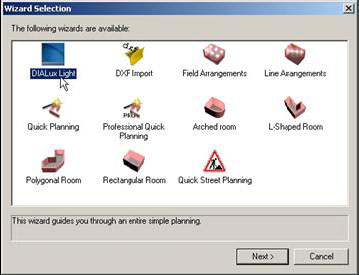 Wizard Selection
The following wizards are available:
DIALux Light
DXF Import
Field Arrangements
Line Arrangements
Quick Planning
Professional Quick
Planning
Arched room
L-Shaped Room
Polygonal Room
Rectangular Room
Quick Street Planning
This wizard guides you through an entire simple planning.
Next >
Cancel